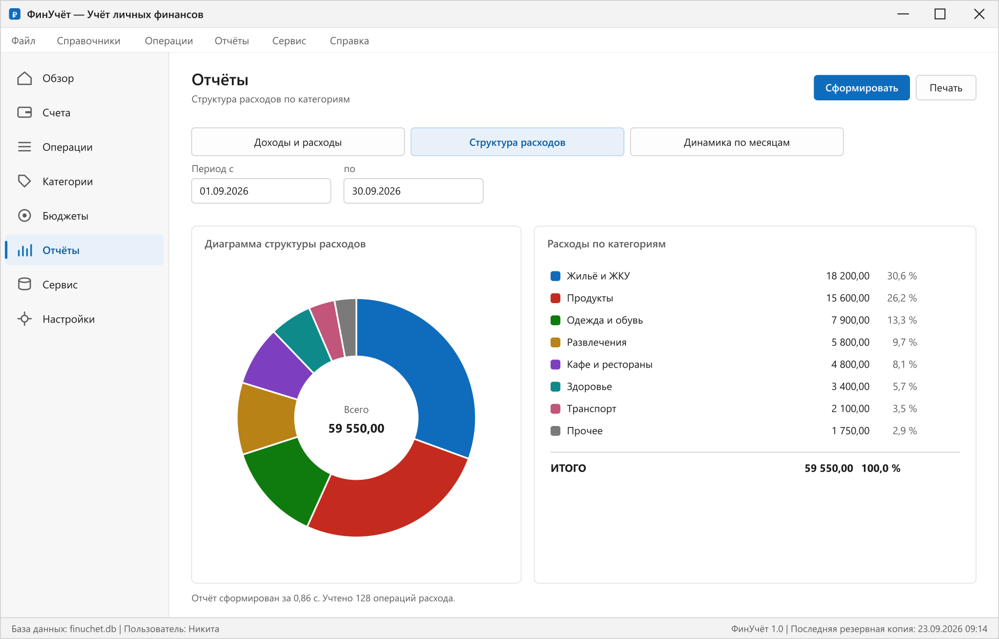 ₽ ФинУчёт — Учёт личных финансов
Файл Справочники Операции Отчёты Сервис Справка
Обзор
Счета
Операции
Категории
Бюджеты
Отчёты
Сервис
Настройки
Отчёты
Структура расходов по категориям
Сформировать Печать
Доходы и расходы Структура расходов Динамика по месяцам
Период с по
01.09.2026 30.09.2026
Диаграмма структуры расходов
Всего
59 550,00
Расходы по категориям
Жильё и ЖКУ 18 200,00 30,6 %
Продукты 15 600,00 26,2 %
Одежда и обувь 7 900,00 13,3 %
Развлечения 5 800,00 9,7 %
Кафе и рестораны 4 800,00 8,1 %
Здоровье 3 400,00 5,7 %
Транспорт 2 100,00 3,5 %
Прочее 1 750,00 2,9 %
ИТОГО 59 550,00 100,0 %
Отчёт сформирован за 0,86 с. Учтено 128 операций расхода.
База данных: finuchet.db | Пользователь: Никита
ФинУчёт 1.0 | Последняя резервная копия: 23.09.2026 09:14